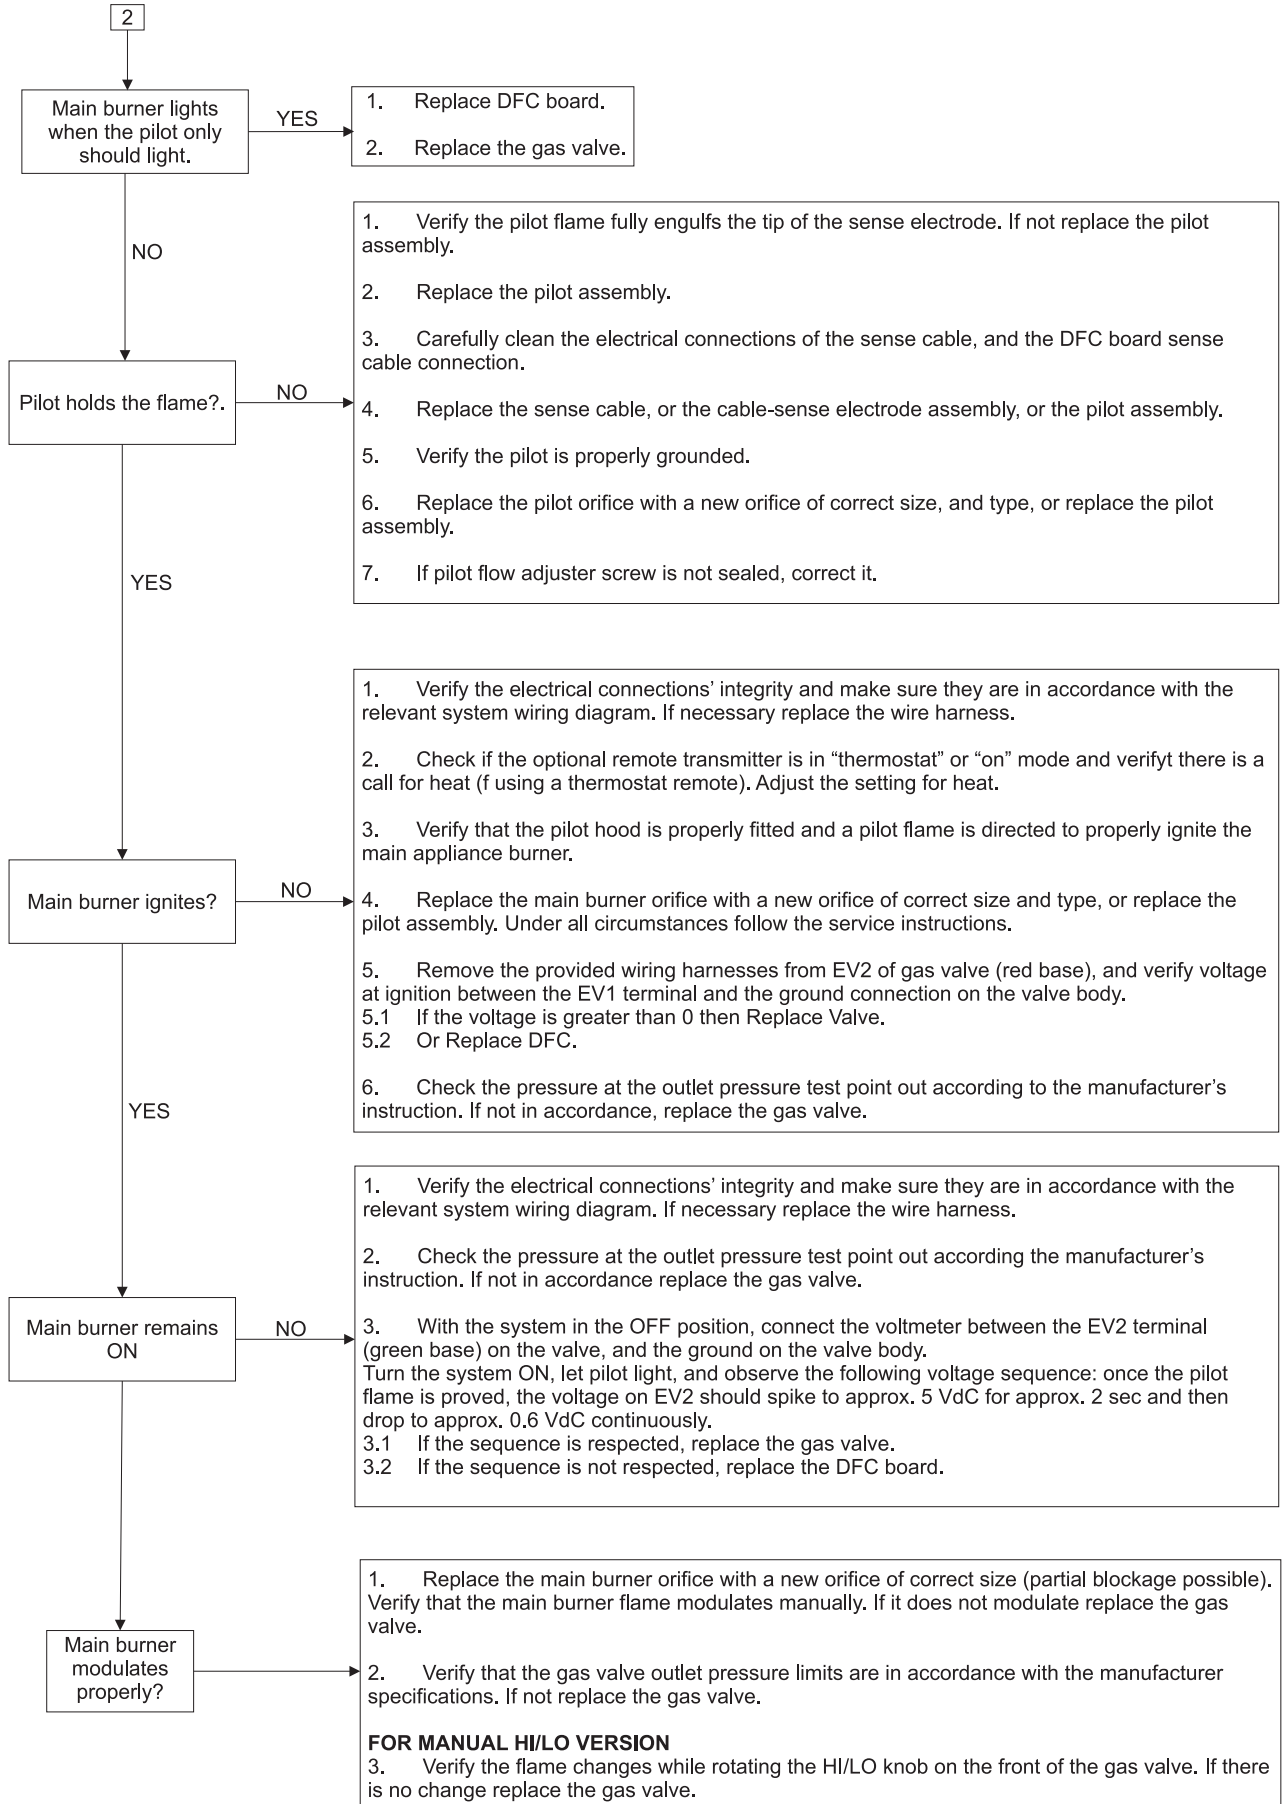 2
Main burner lights
when the pilot only
should light.
YES
1. Replace DFC board.
2. Replace the gas valve.
NO
1. Verify the pilot flame fully engulfs the tip of the sense electrode. If not replace the pilot
assembly.
2. Replace the pilot assembly.
3. Carefully clean the electrical connections of the sense cable, and the DFC board sense
cable connection.
4. Replace the sense cable, or the cable-sense electrode assembly, or the pilot assembly.
5. Verify the pilot is properly grounded.
6. Replace the pilot orifice with a new orifice of correct size, and type, or replace the pilot
assembly.
7. If pilot flow adjuster screw is not sealed, correct it.
Pilot holds the flame?.
NO
YES
1. Verify the electrical connections’ integrity and make sure they are in accordance with the
relevant system wiring diagram. If necessary replace the wire harness.
2. Check if the optional remote transmitter is in “thermostat” or “on” mode and verifyt there is a
call for heat (f using a thermostat remote). Adjust the setting for heat.
3. Verify that the pilot hood is properly fitted and a pilot flame is directed to properly ignite the
main appliance burner.
4. Replace the main burner orifice with a new orifice of correct size and type, or replace the
pilot assembly. Under all circumstances follow the service instructions.
5. Remove the provided wiring harnesses from EV2 of gas valve (red base), and verify voltage
at ignition between the EV1 terminal and the ground connection on the valve body.
5.1 If the voltage is greater than 0 then Replace Valve.
5.2 Or Replace DFC.
6. Check the pressure at the outlet pressure test point out according to the manufacturer’s
instruction. If not in accordance, replace the gas valve.
Main burner ignites?
NO
YES
1. Verify the electrical connections’ integrity and make sure they are in accordance with the
relevant system wiring diagram. If necessary replace the wire harness.
2. Check the pressure at the outlet pressure test point out according the manufacturer’s
instruction. If not in accordance replace the gas valve.
3. With the system in the OFF position, connect the voltmeter between the EV2 terminal
(green base) on the valve, and the ground on the valve body.
Turn the system ON, let pilot light, and observe the following voltage sequence: once the pilot
flame is proved, the voltage on EV2 should spike to approx. 5 VdC for approx. 2 sec and then
drop to approx. 0.6 VdC continuously.
3.1 If the sequence is respected, replace the gas valve.
3.2 If the sequence is not respected, replace the DFC board.
Main burner remains
ON
NO
1. Replace the main burner orifice with a new orifice of correct size (partial blockage possible).
Verify that the main burner flame modulates manually. If it does not modulate replace the gas
valve.
2. Verify that the gas valve outlet pressure limits are in accordance with the manufacturer
specifications. If not replace the gas valve.
FOR MANUAL HI/LO VERSION
3. Verify the flame changes while rotating the HI/LO knob on the front of the gas valve. If there
is no change replace the gas valve.
Main burner
modulates
properly?